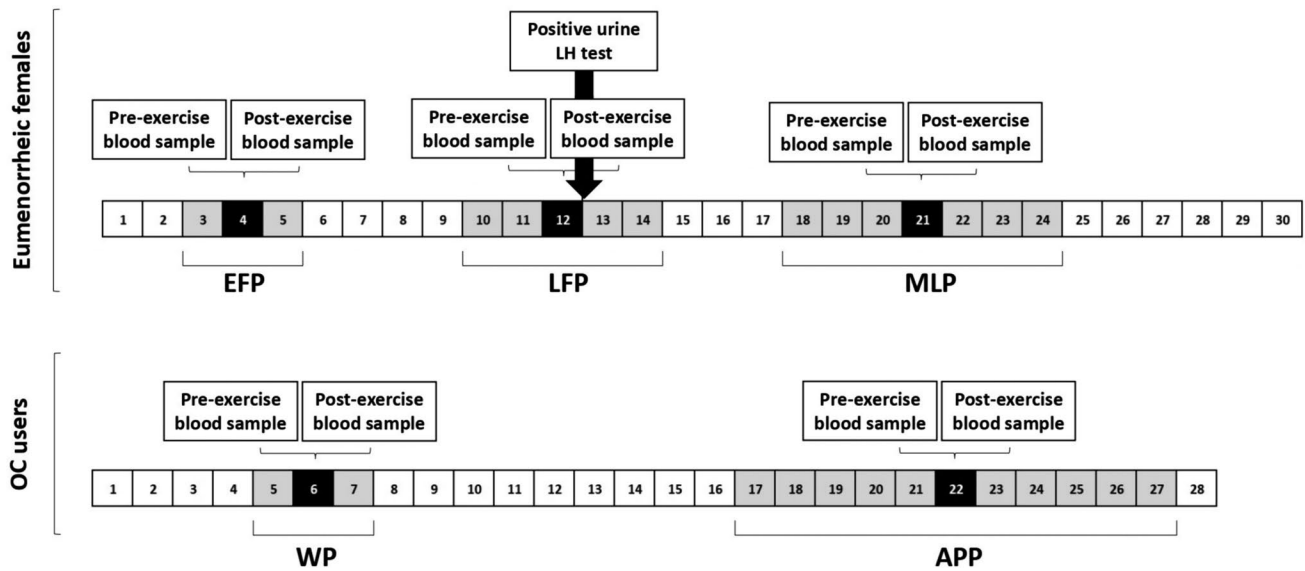 Eumenorrheic females
Positive urine
LH test
Pre-exercise
blood sample
Post-exercise
blood sample
Pre-exercise
blood sample
Post-exercise
blood sample
Pre-exercise
blood sample
Post-exercise
blood sample
1 2 3 4 5 6 7 8 9 10 11 12 13 14 15 16 17 18 19 20 21 22 23 24 25 26 27 28 29 30
EFP LFP MLP
OC users
Pre-exercise
blood sample
Post-exercise
blood sample
Pre-exercise
blood sample
Post-exercise
blood sample
1 2 3 4 5 6 7 8 9 10 11 12 13 14 15 16 17 18 19 20 21 22 23 24 25 26 27 28
WP APP